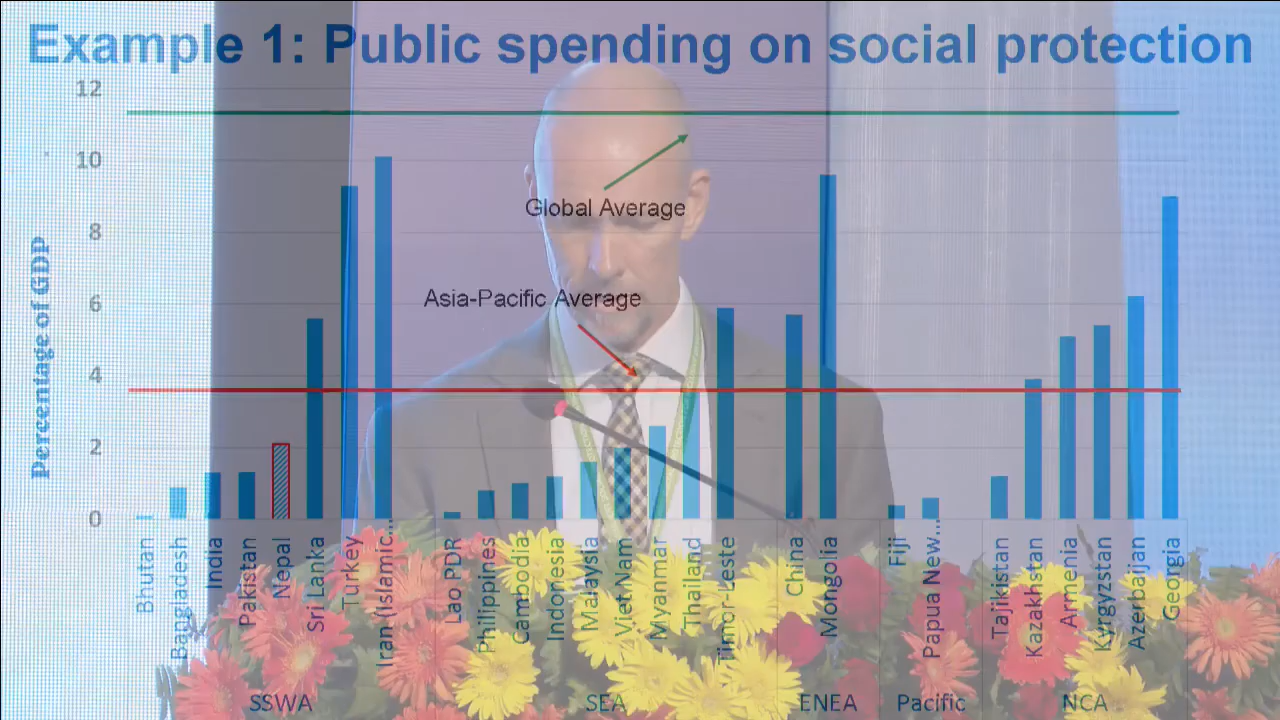 Example 1: Public spending on social protection
12
10
8
6
4
2
0
Percentage of GDP
Global Average
Asia-Pacific Average
Bhutan
Bangladesh
India
Pakistan
Nepal
Sri Lanka
Turkey
Iran (Islamic...
Lao PDR
Philippines
Cambodia
Indonesia
Malaysia
Viet Nam
Myanmar
Thailand
Timor-Leste
China
Mongolia
Fiji
Papua New...
Tajikistan
Kazakhstan
Armenia
Kyrgyzstan
Azerbaijan
Georgia
SSWA
SEA
ENEA
Pacific
NCA